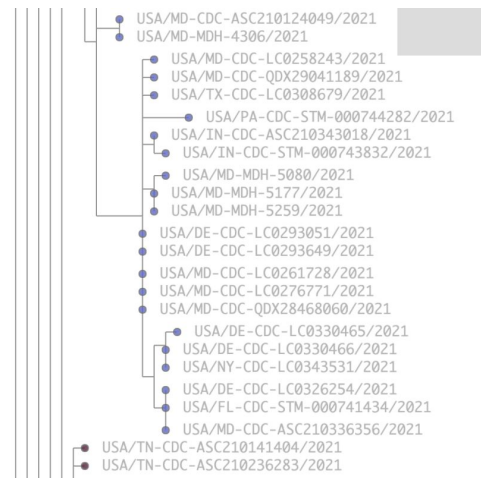 USA/MD-CDC-ASC210124049/2021
USA/MD-MDH-4306/2021
USA/MD-CDC-LC0258243/2021
USA/MD-CDC-QDX29041189/2021
USA/TX-CDC-LC0308679/2021
USA/PA-CDC-STM-000744282/2021
USA/IN-CDC-ASC210343018/2021
USA/IN-CDC-STM-000743832/2021
USA/MD-MDH-5080/2021
USA/MD-MDH-5177/2021
USA/MD-MDH-5259/2021
USA/DE-CDC-LC0293051/2021
USA/DE-CDC-LC0293649/2021
USA/MD-CDC-LC0261728/2021
USA/MD-CDC-LC0276771/2021
USA/MD-CDC-QDX28468060/2021
USA/DE-CDC-LC0330465/2021
USA/DE-CDC-LC0330466/2021
USA/NY-CDC-LC0343531/2021
USA/DE-CDC-LC0326254/2021
USA/FL-CDC-STM-000741434/2021
USA/MD-CDC-ASC210336356/2021
USA/TN-CDC-ASC210141404/2021
USA/TN-CDC-ASC210236283/2021